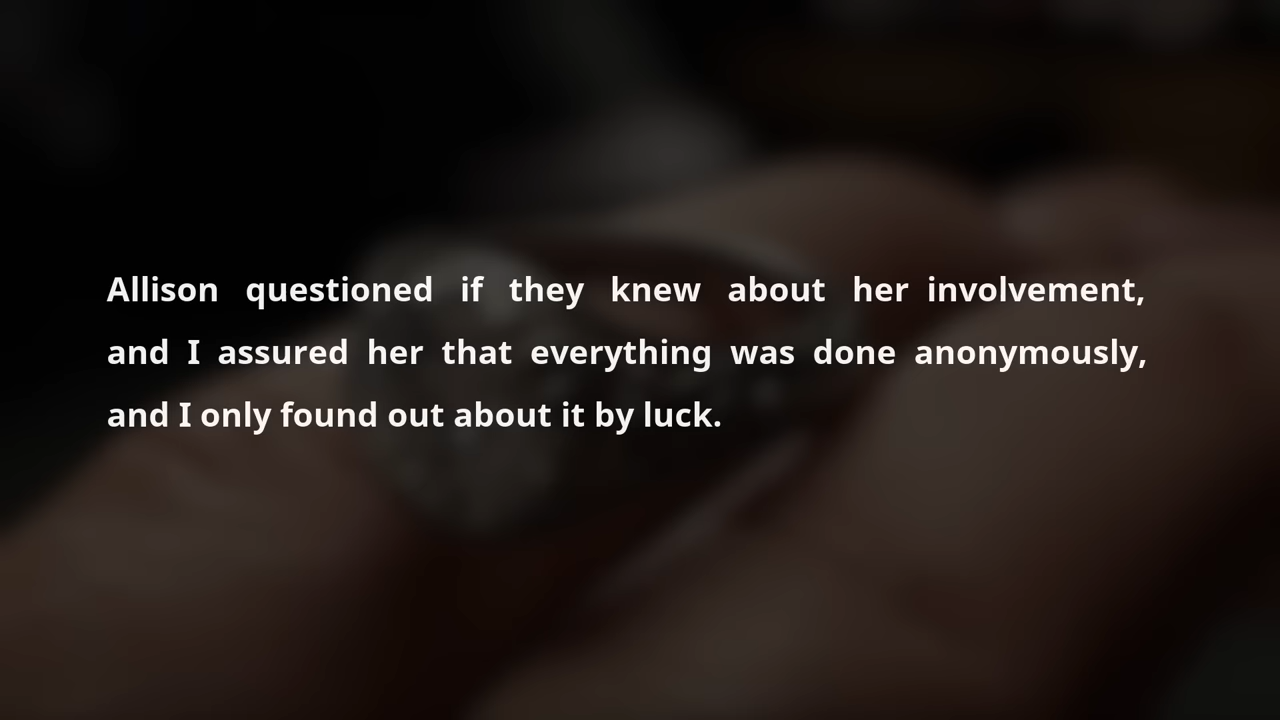 Allison questioned if they knew about her involvement,
and I assured her that everything was done anonymously,
and I only found out about it by luck.